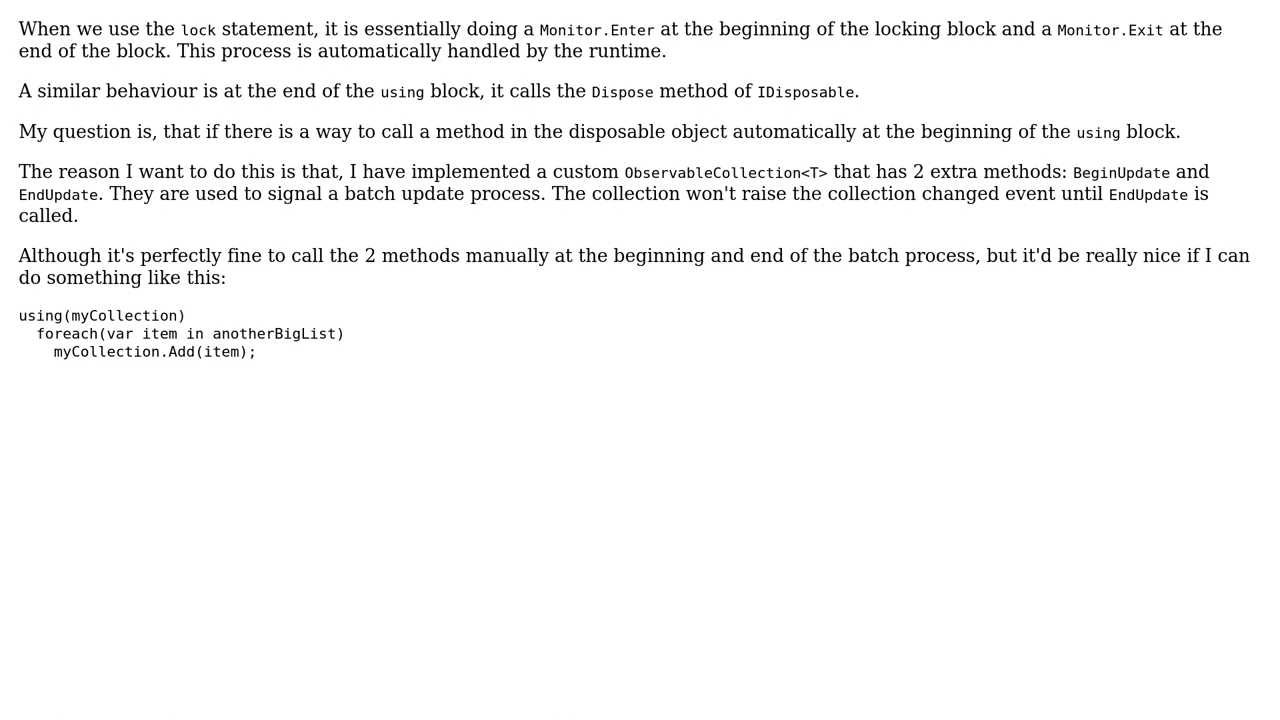 When we use the lock statement, it is essentially doing a Monitor.Enter at the beginning of the locking block and a Monitor.Exit at the
end of the block. This process is automatically handled by the runtime.
A similar behaviour is at the end of the using block, it calls the Dispose method of IDisposable.
My question is, that if there is a way to call a method in the disposable object automatically at the beginning of the using block.
The reason I want to do this is that, I have implemented a custom ObservableCollection<T> that has 2 extra methods: BeginUpdate and
EndUpdate. They are used to signal a batch update process. The collection won't raise the collection changed event until EndUpdate is
called.
Although it's perfectly fine to call the 2 methods manually at the beginning and end of the batch process, but it'd be really nice if I can
do something like this:
using(myCollection)
  foreach(var item in anotherBigList)
    myCollection.Add(item);